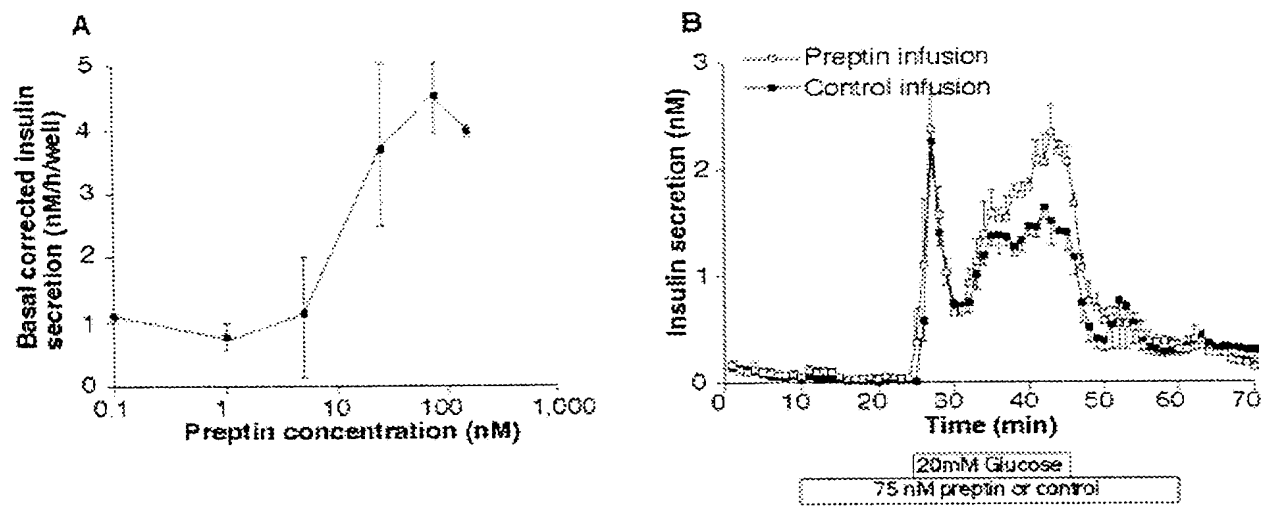 A
Basal corrected insulin
secretion (nM/h/well)
5
4
3
2
1
0
0.1
1
10
100
1,000
Preptin concentration (nM)
B
Preptin infusion
Control infusion
Insulin secretion (nM)
3
2
1
0
0
10
20
30
40
50
60
70
Time (min)
20mM Glucose
75 nM preptin or control